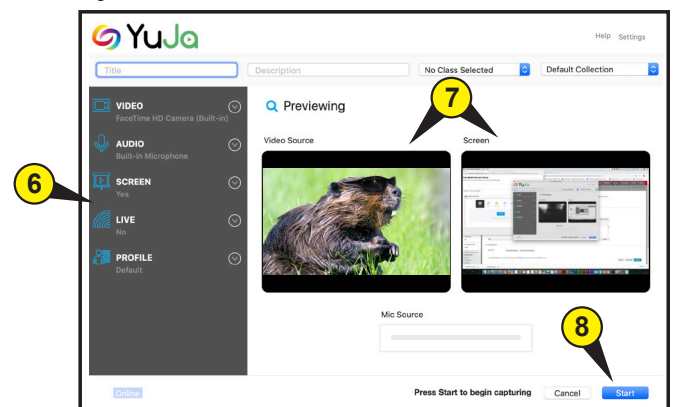 YuJa
Help Settings
Title
Description
No Class Selected
Default Collection
VIDEO
FaceTime HD Camera (Built-in)
AUDIO
Built-in Microphone
SCREEN
Yes
LIVE
No
PROFILE
Default
Previewing
Video Source
Screen
6
7
Mic Source
8
Online
Press Start to begin capturing
Cancel
Start